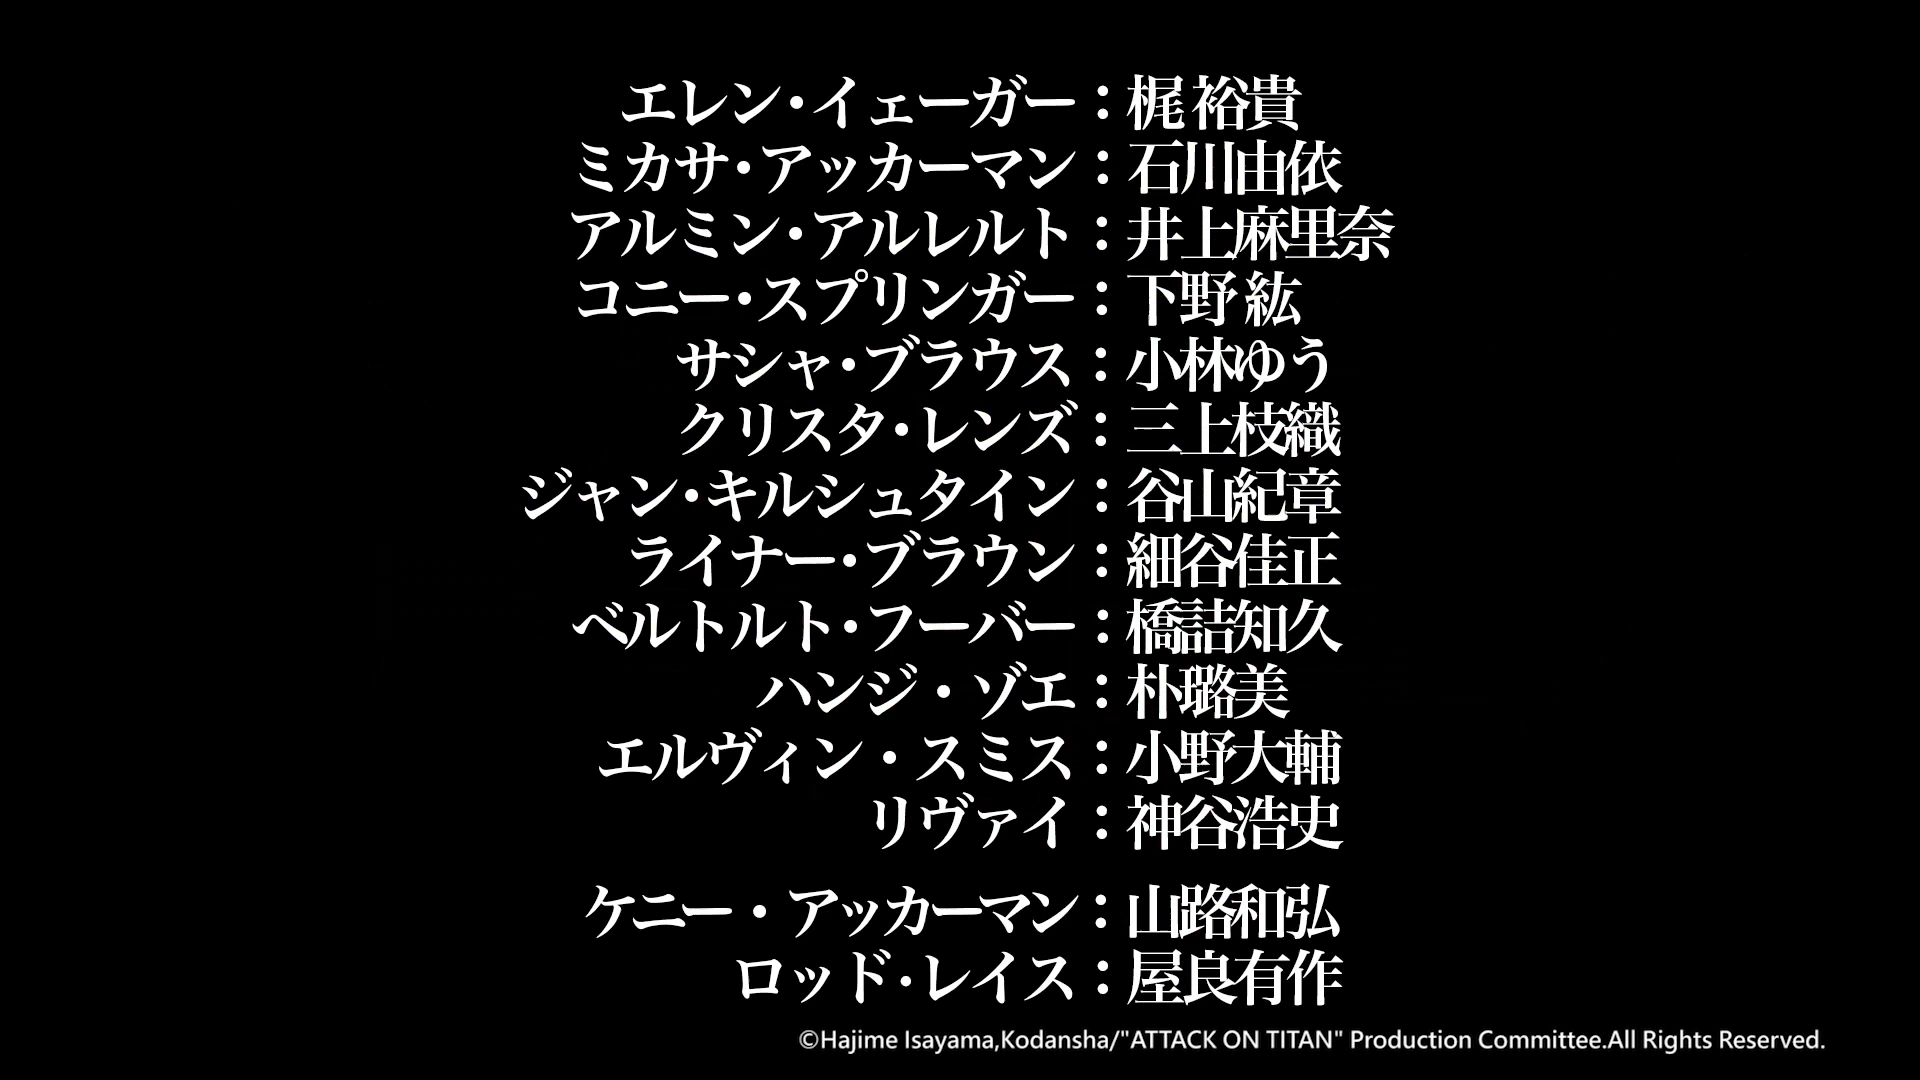 エレン・イェーガー：梶 裕貴
ミカサ・アッカーマン：石川由依
アルミン・アルレルト：井上麻里奈
コニー・スプリンガー：下野 紘
サシャ・ブラウス：小林ゆう
クリスタ・レンズ：三上枝織
ジャン・キルシュタイン：谷山紀章
ライナー・ブラウン：細谷佳正
ベルトルト・フーバー：橋詰知久
ハンジ・ゾエ：朴璐美
エルヴィン・スミス：小野大輔
リヴァイ：神谷浩史
ケニー・アッカーマン：山路和弘
ロッド・レイス：屋良有作
©Hajime Isayama,Kodansha/"ATTACK ON TITAN" Production Committee.All Rights Reserved.